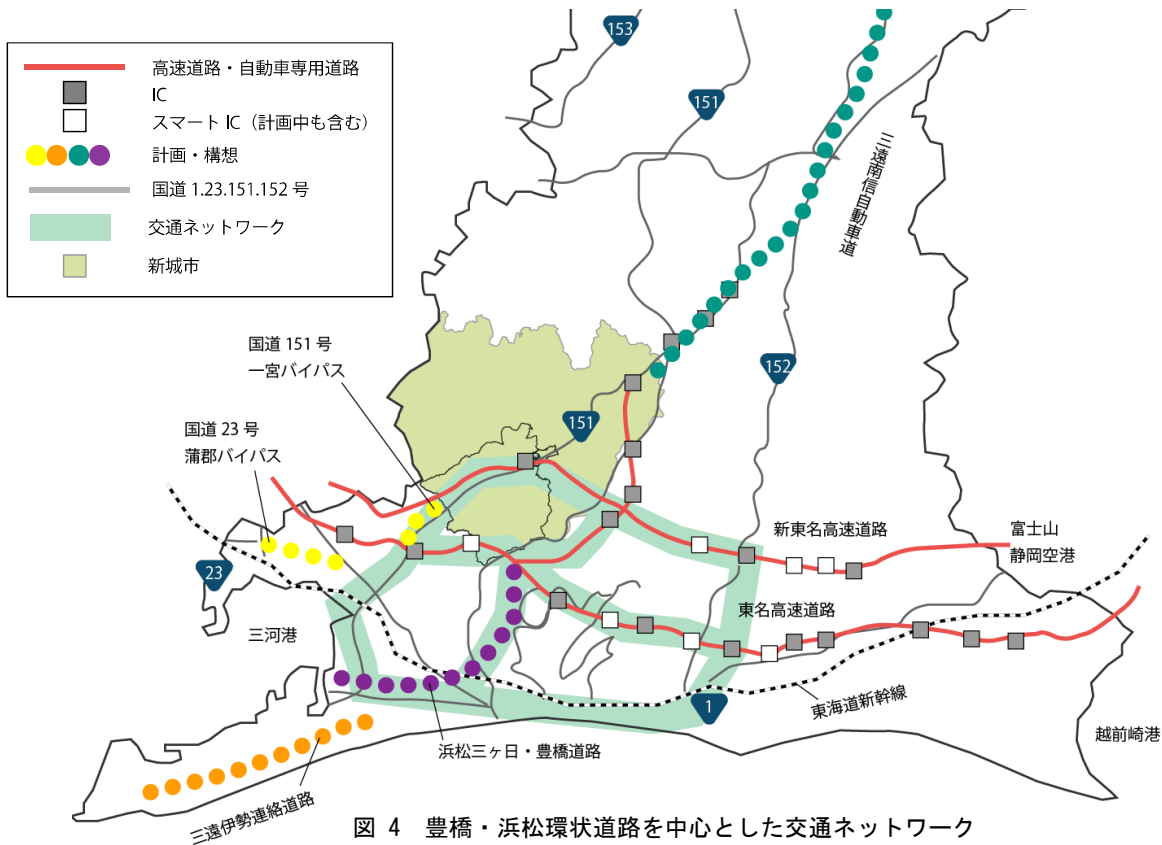 高速道路・自動車専用道路
IC
スマート IC（計画中も含む）
計画・構想
国道 1.23.151.152 号
交通ネットワーク
新城市
153
151
三遠南信自動車道
国道 151 号
一宮バイパス
152
151
国道 23 号
蒲郡バイパス
新東名高速道路
富士山
静岡空港
23
東名高速道路
三河港
1
東海道新幹線
越前崎港
浜松三ヶ日・豊橋道路
三遠伊勢連絡道路
図 4 豊橋・浜松環状道路を中心とした交通ネットワーク